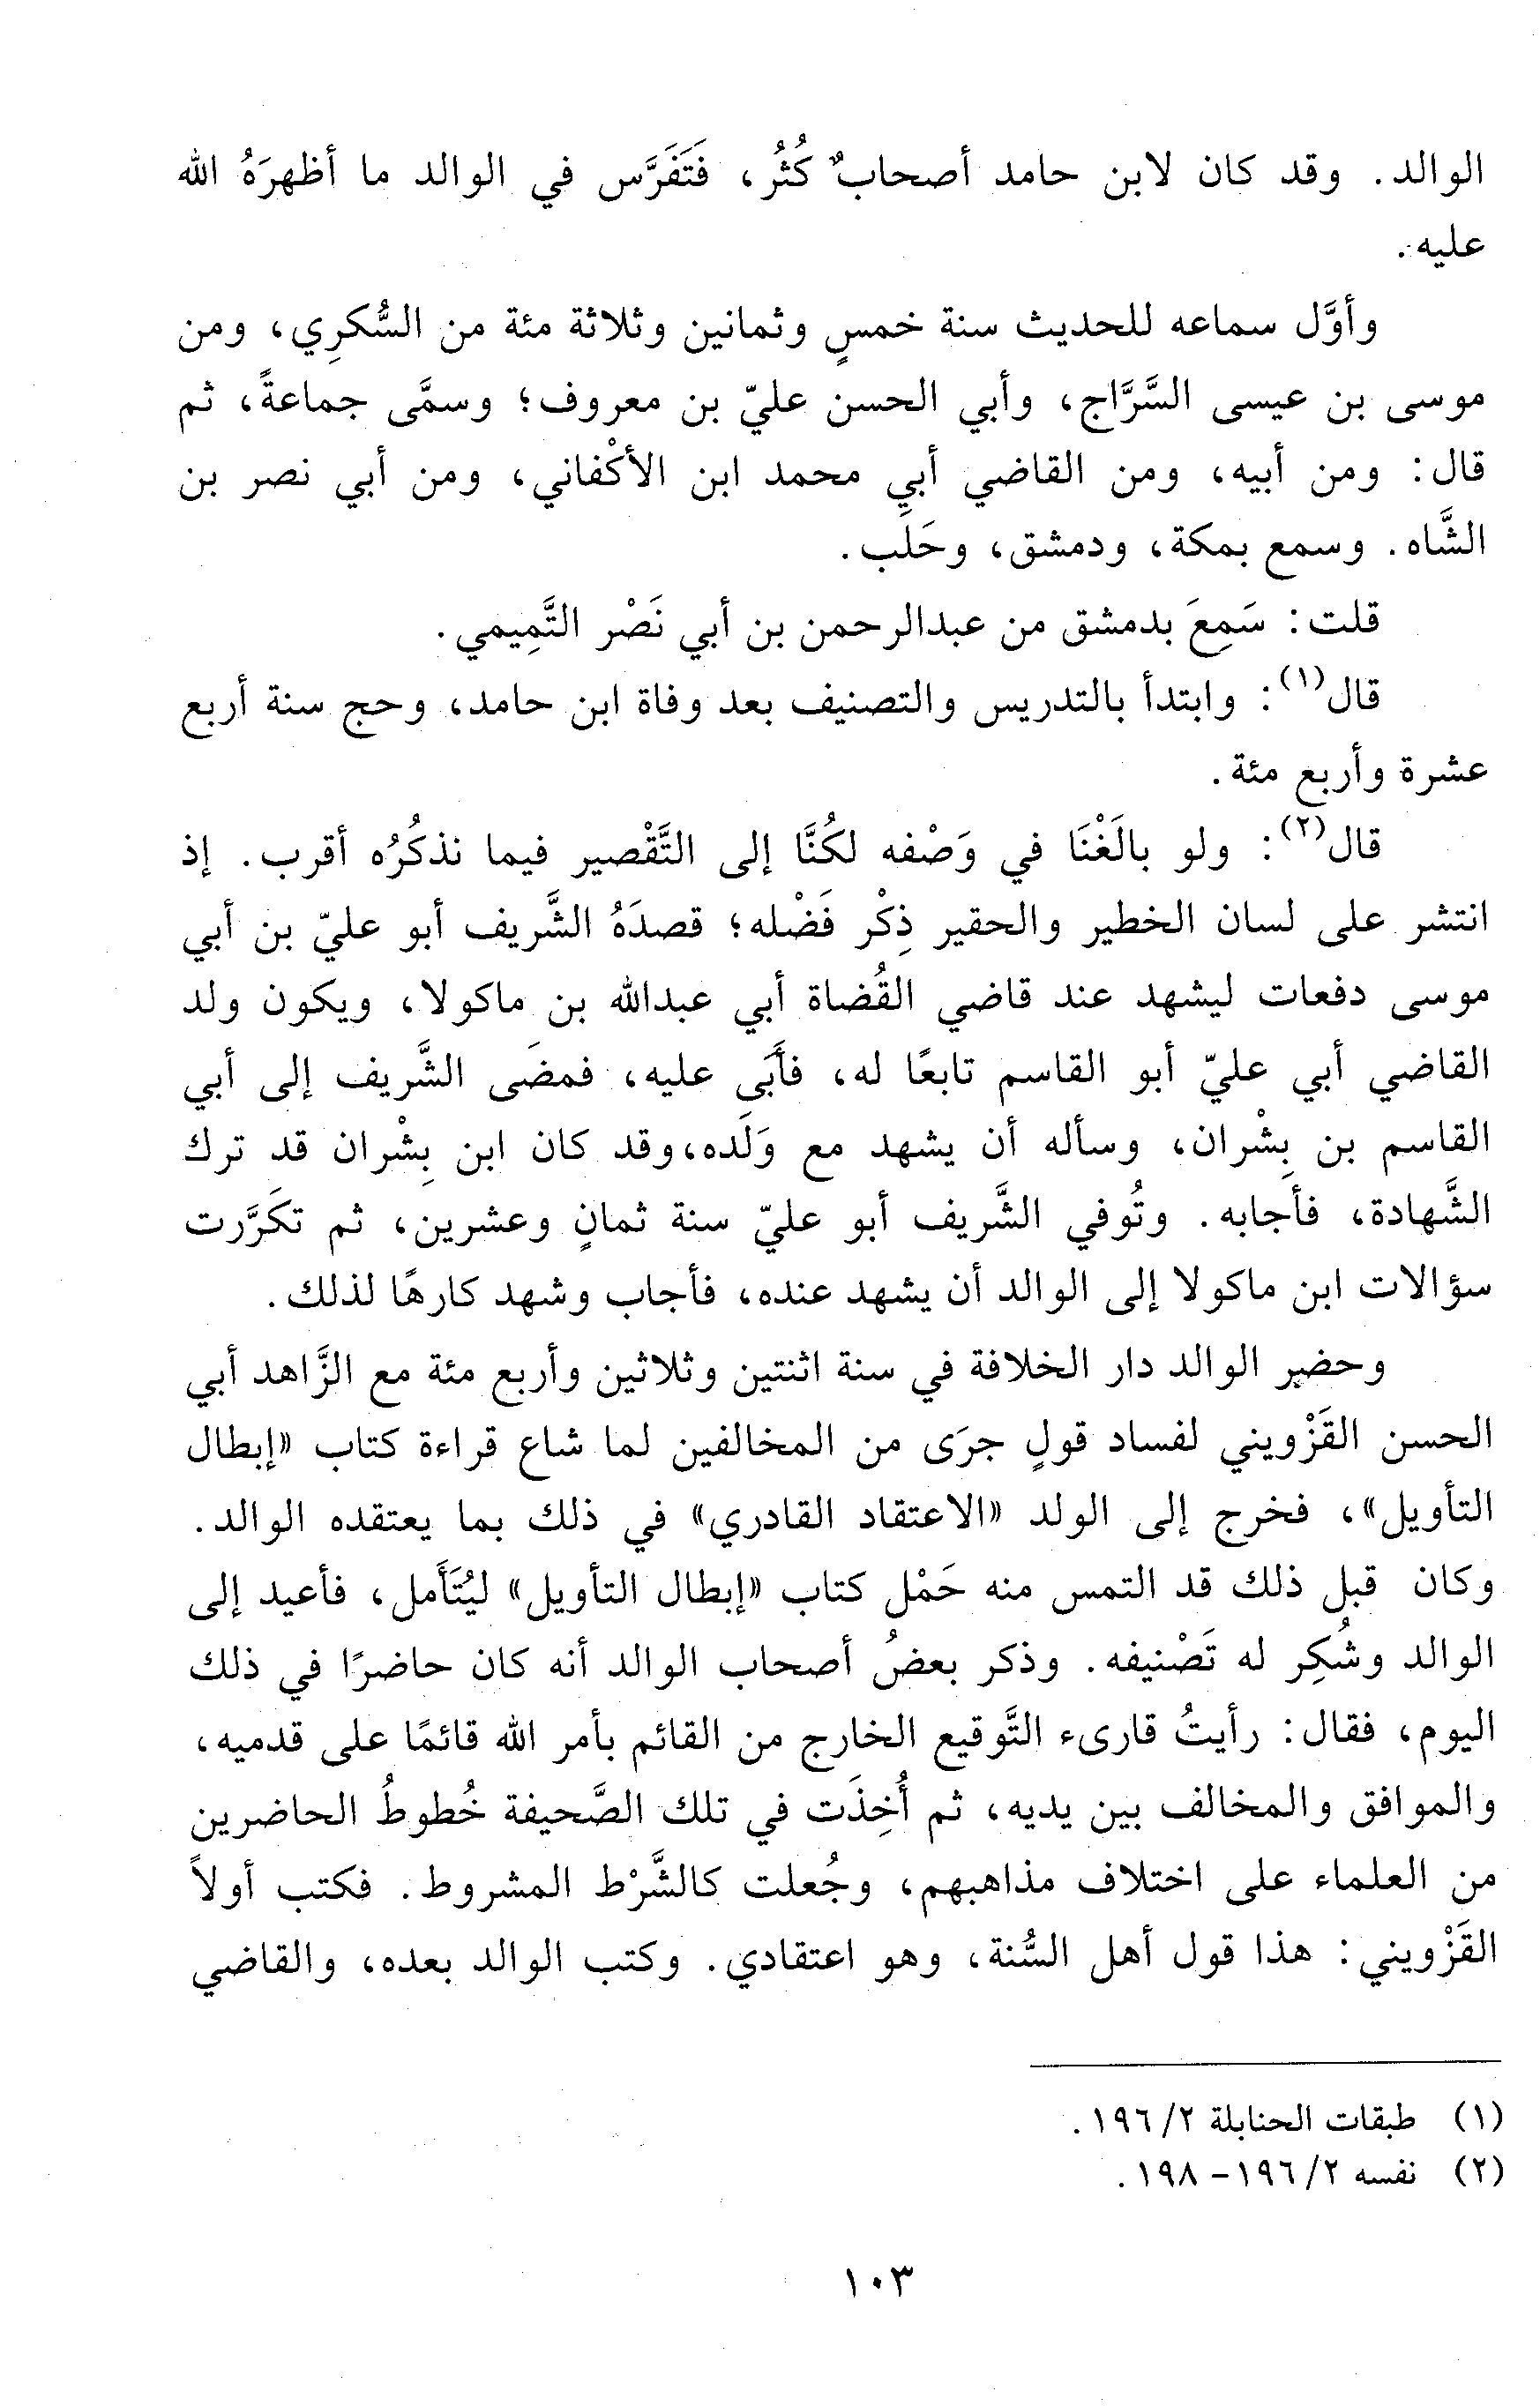 الوالد. وقد كان لابن حامد أصحابٌ كُثُر، فَتَفَرَّس في الوالد ما أظهرَهُ الله
عليه.
وأوَّل سماعه للحديث سنة خمسٍ وثمانين وثلاثة مئة من السُّكرِي، ومن
موسى بن عيسى السَّرَّاج، وأبي الحسن عليّ بن معروف؛ وسمَّى جماعةً، ثم
قال: ومن أبيه، ومن القاضي أبي محمد ابن الأكْفاني، ومن أبي نصر بن
الشَّاه. وسمع بمكة، ودمشق، وحَلَب.
قلت: سَمِعَ بدمشق من عبدالرحمن بن أبي نَصْر التَّمِيمي.
قال(١): وابتدأ بالتدريس والتصنيف بعد وفاة ابن حامد، وحج سنة أربع
عشرة وأربع مئة.
قال(٢): ولو بالَغْنَا في وَصْفه لكُنَّا إلى التَّقْصير فيما نذكُرُه أقرب. إذ
انتشر على لسان الخطير والحقير ذِكْر فَضْله؛ قصدَهُ الشَّريف أبو عليّ بن أبي
موسى دفعات ليشهد عند قاضي القُضاة أبي عبدالله بن ماكولا، ويكون ولد
القاضي أبي عليّ أبو القاسم تابعًا له، فأَبَى عليه، فمضَى الشَّريف إلى أبي
القاسم بن بِشْران، وسأله أن يشهد مع وَلَده،وقد كان ابن بِشْران قد ترك
الشَّهادة، فأجابه. وتُوفي الشَّريف أبو عليّ سنة ثمانٍ وعشرين، ثم تكَرَّرت
سؤالات ابن ماكولا إلى الوالد أن يشهد عنده، فأجاب وشهد كارهًا لذلك.
وحضر الوالد دار الخلافة في سنة اثنتين وثلاثين وأربع مئة مع الزَّاهد أبي
الحسن القَزْويني لفساد قولٍ جرَى من المخالفين لما شاع قراءة كتاب «إبطال
التأويل»، فخرج إلى الولد «الاعتقاد القادري» في ذلك بما يعتقده الوالد.
وكان قبل ذلك قد التمس منه حَمْل كتاب «إبطال التأويل» ليُتَأَمل، فأعيد إلى
الوالد وشُكِر له تَصْنيفه. وذكر بعضُ أصحاب الوالد أنه كان حاضرًا في ذلك
اليوم، فقال: رأيتُ قارىء التَّوقيع الخارج من القائم بأمر الله قائمًا على قدميه،
والموافق والمخالف بين يديه، ثم أُخِذَت في تلك الصَّحيفة خُطوطُ الحاضرين
من العلماء على اختلاف مذاهبهم، وجُعلت كالشَّرْط المشروط. فكتب أولاً
القَزْويني: هذا قول أهل السُّنة، وهو اعتقادي. وكتب الوالد بعده، والقاضي
(١) طبقات الحنابلة ٢/ ١٩٦.
(٢) نفسه ٢/ ١٩٦- ١٩٨.
١٠٣